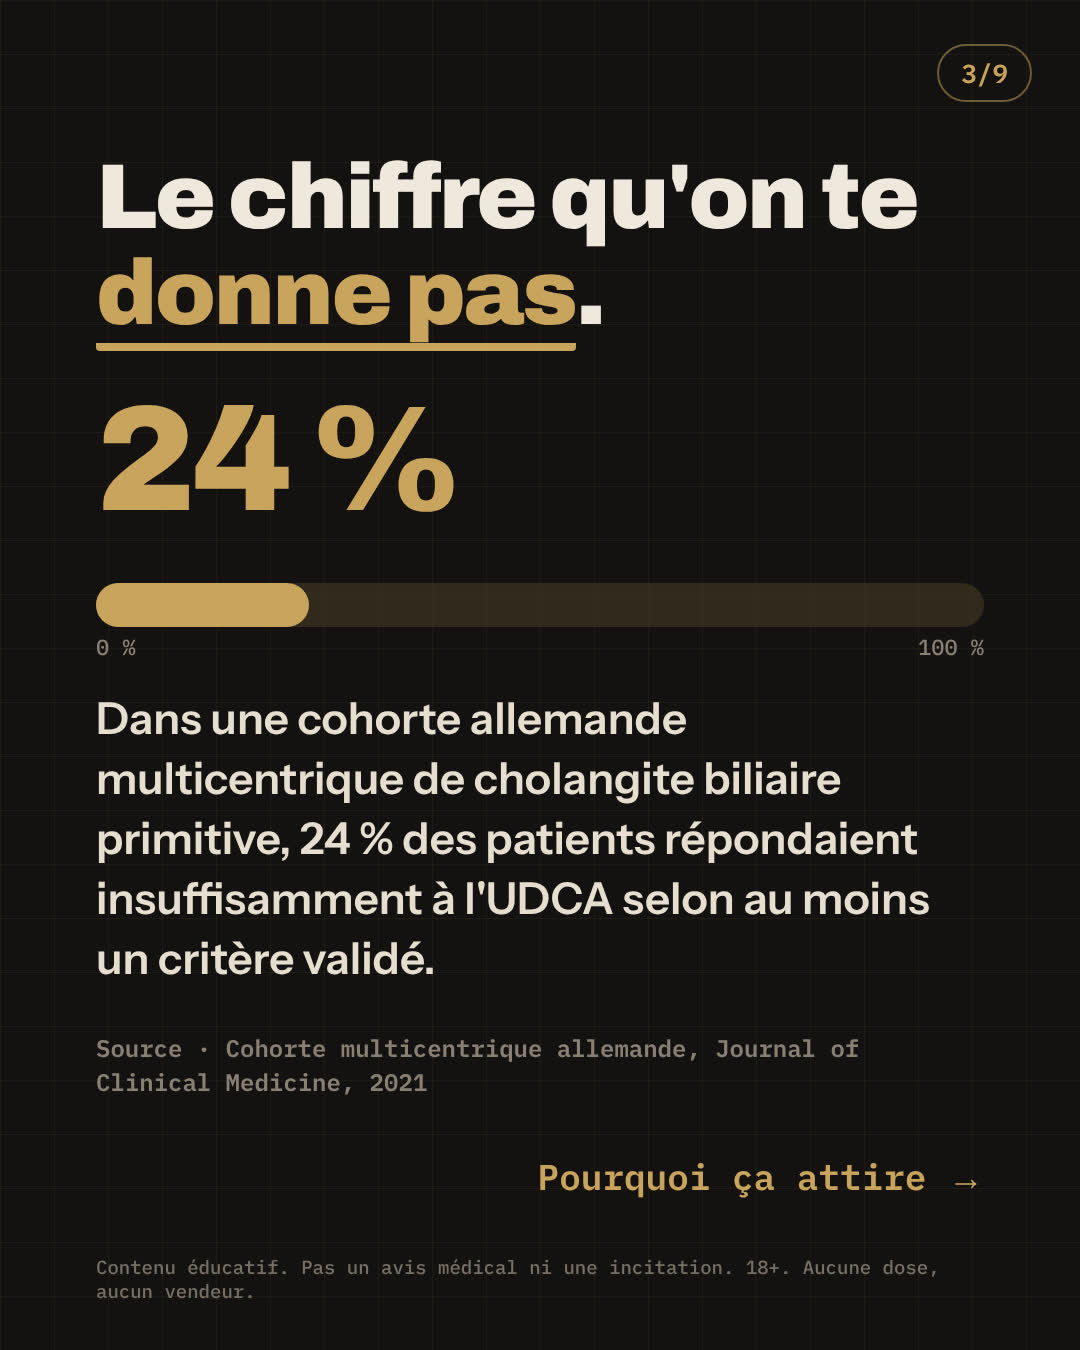 3/9
Le chiffre qu'on te
donne pas.
24 %
0 %
100 %
Dans une cohorte allemande
multicentrique de cholangite biliaire
primitive, 24 % des patients répondaient
insuffisamment à l'UDCA selon au moins
un critère validé.
Source · Cohorte multicentrique allemande, Journal of
Clinical Medicine, 2021
Pourquoi ça attire →
Contenu éducatif. Pas un avis médical ni une incitation. 18+. Aucune dose,
aucun vendeur.